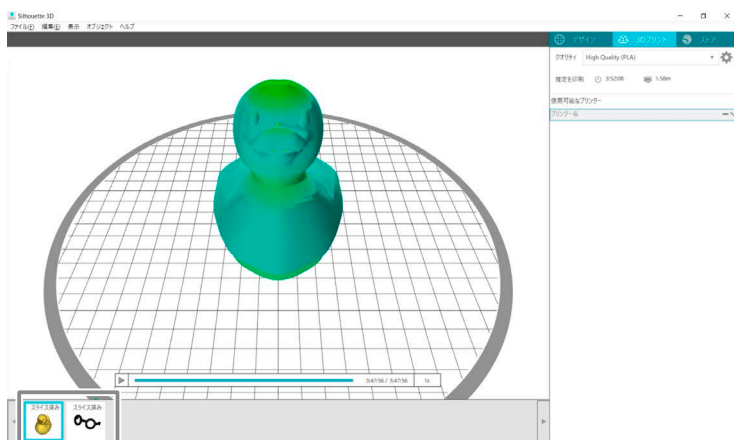 Silhouette 3D
ファイル(F) 編集(E) 表示 オブジェクト ヘルプ
デザイン 3Dプリント ストア
クオリティ High Quality (PLA)
推定を印刷 3:52:08 1.58m
使用可能なプリンター
プリンター名
3:47:56 / 3:47:56 1x
スライス済み スライス済み